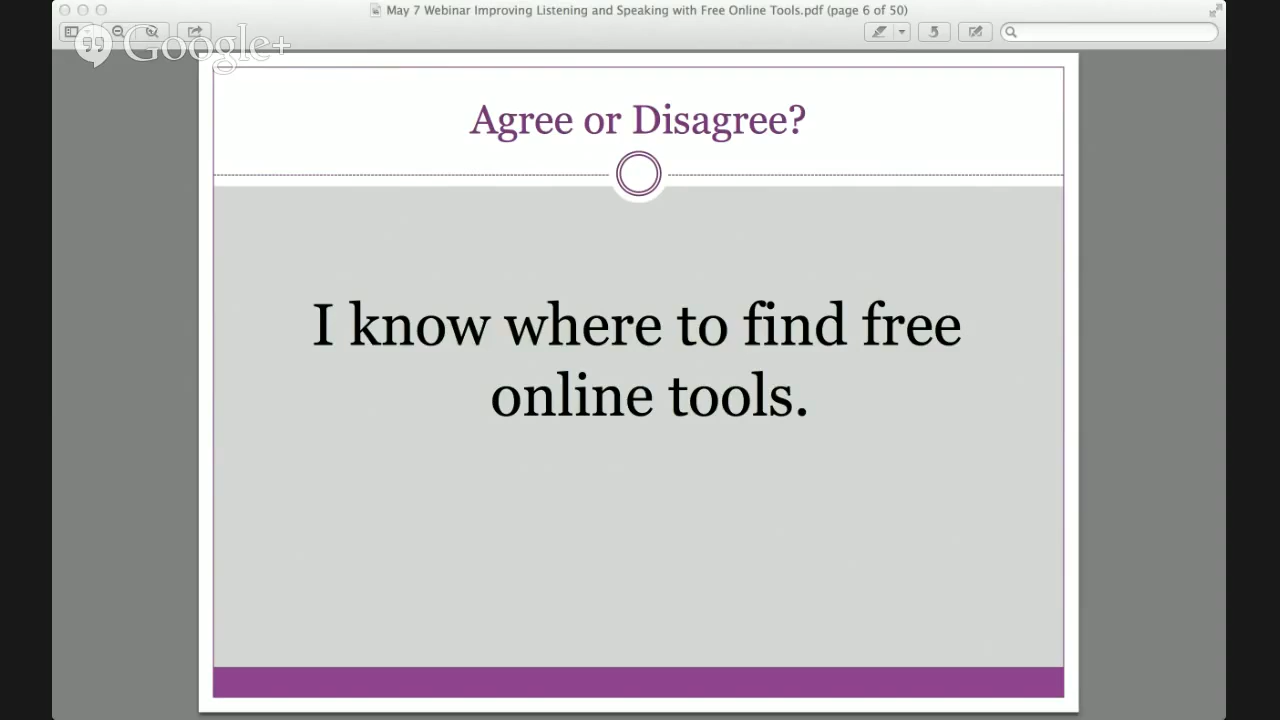 May 7 Webinar Improving Listening and Speaking with Free Online Tools.pdf (page 6 of 50)
Google+
Agree or Disagree?
I know where to find free
online tools.